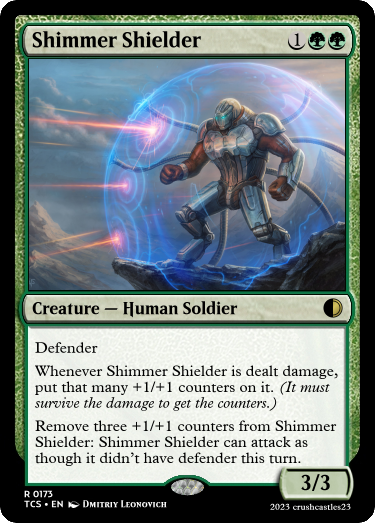 Shimmer Shielder 1
Creature — Human Soldier
Defender
Whenever Shimmer Shielder is dealt damage,
put that many +1/+1 counters on it. (It must
survive the damage to get the counters.)
Remove three +1/+1 counters from Shimmer
Shielder: Shimmer Shielder can attack as
though it didn't have defender this turn.
3/3
R 0173
TCS • EN Dmitriy Leonovich
2023 crushcastles23